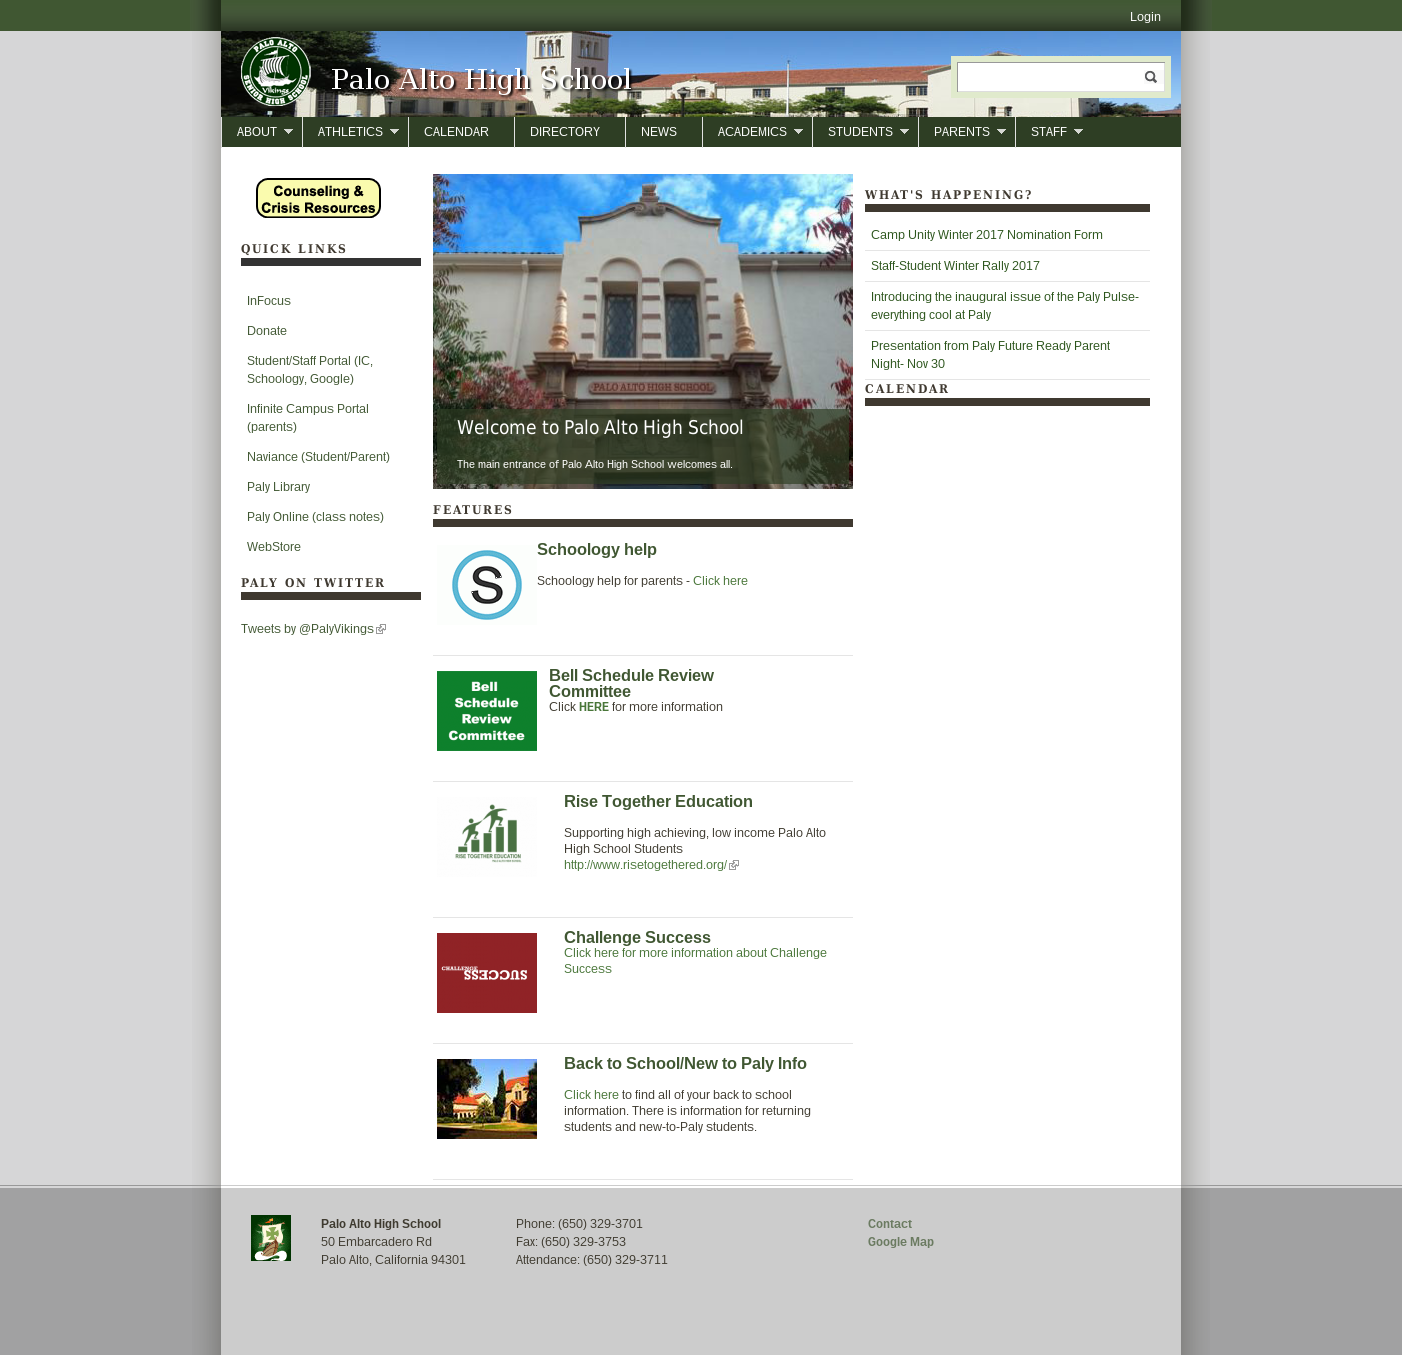 Login
PALO ALTO
SENIOR HIGH SCHOOL
Vikings
Palo Alto High School
ABOUT
ATHLETICS
CALENDAR
DIRECTORY
NEWS
ACADEMICS
STUDENTS
PARENTS
STAFF
Counseling &
Crisis Resources
QUICK LINKS
InFocus
Donate
Student/Staff Portal (IC,
Schoology, Google)
Infinite Campus Portal
(parents)
Naviance (Student/Parent)
Paly Library
Paly Online (class notes)
WebStore
PALY ON TWITTER
Tweets by @PalyVikings
PALO ALTO HIGH SCHOOL
Welcome to Palo Alto High School
The main entrance of Palo Alto High School welcomes all.
FEATURES
S
Schoology help
Schoology help for parents - Click here
Bell
Schedule
Review
Committee
Bell Schedule Review
Committee
Click HERE for more information
RISE TOGETHER EDUCATION
Rise Together Education
Supporting high achieving, low income Palo Alto
High School Students
http://www.risetogethered.org/
CHALLENGE
SUCCESS
Challenge Success
Click here for more information about Challenge
Success
Back to School/New to Paly Info
Click here to find all of your back to school
information. There is information for returning
students and new-to-Paly students.
WHAT'S HAPPENING?
Camp Unity Winter 2017 Nomination Form
Staff-Student Winter Rally 2017
Introducing the inaugural issue of the Paly Pulse-
everything cool at Paly
Presentation from Paly Future Ready Parent
Night- Nov 30
CALENDAR
Palo Alto High School
50 Embarcadero Rd
Palo Alto, California 94301
Phone: (650) 329-3701
Fax: (650) 329-3753
Attendance: (650) 329-3711
Contact
Google Map